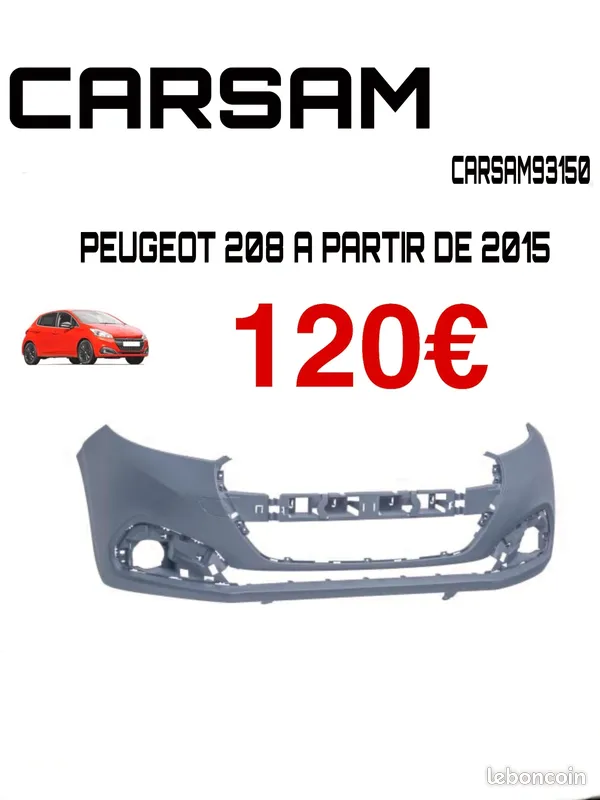 CARSAM
CARSAM93150
PEUGEOT 208 A PARTIR DE 2015
120€
leboncoin